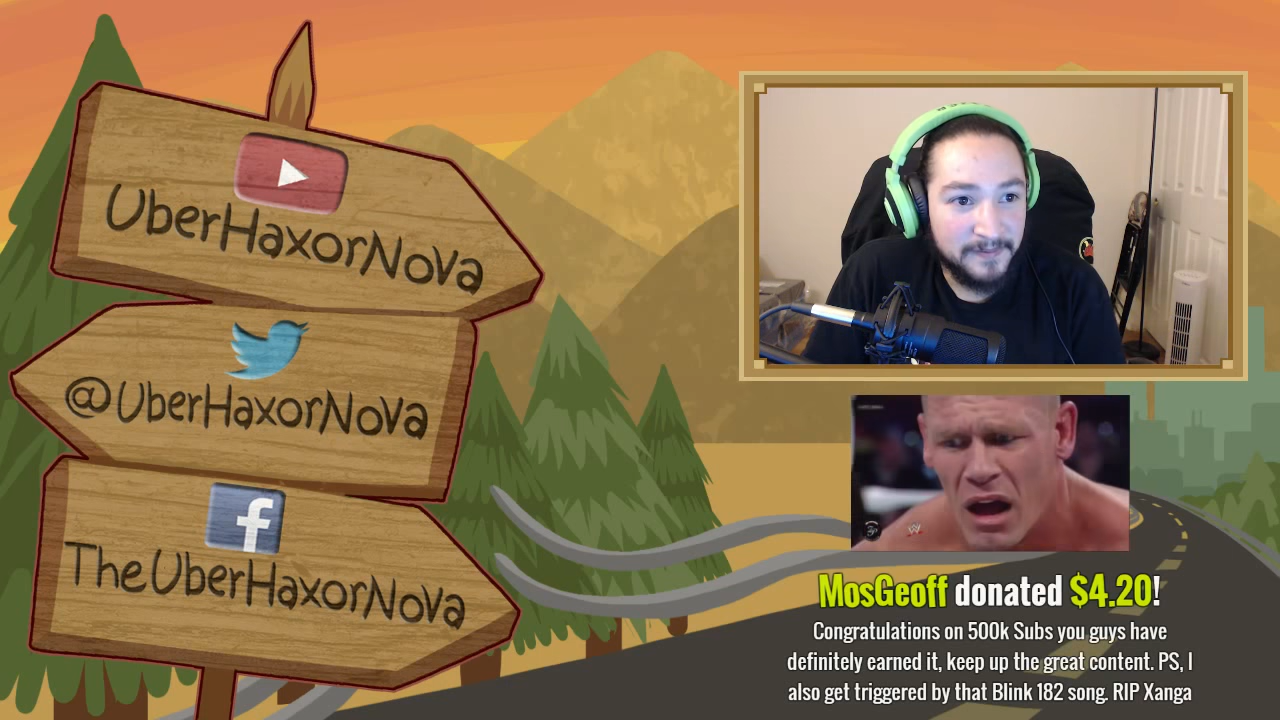 UberHaxorNova
@UberHaxorNova
TheUberHaxorNova
MosGeoff donated $4.20!
Congratulations on 500k Subs you guys have
definitely earned it, keep up the great content. PS, I
also get triggered by that Blink 182 song. RIP Xanga